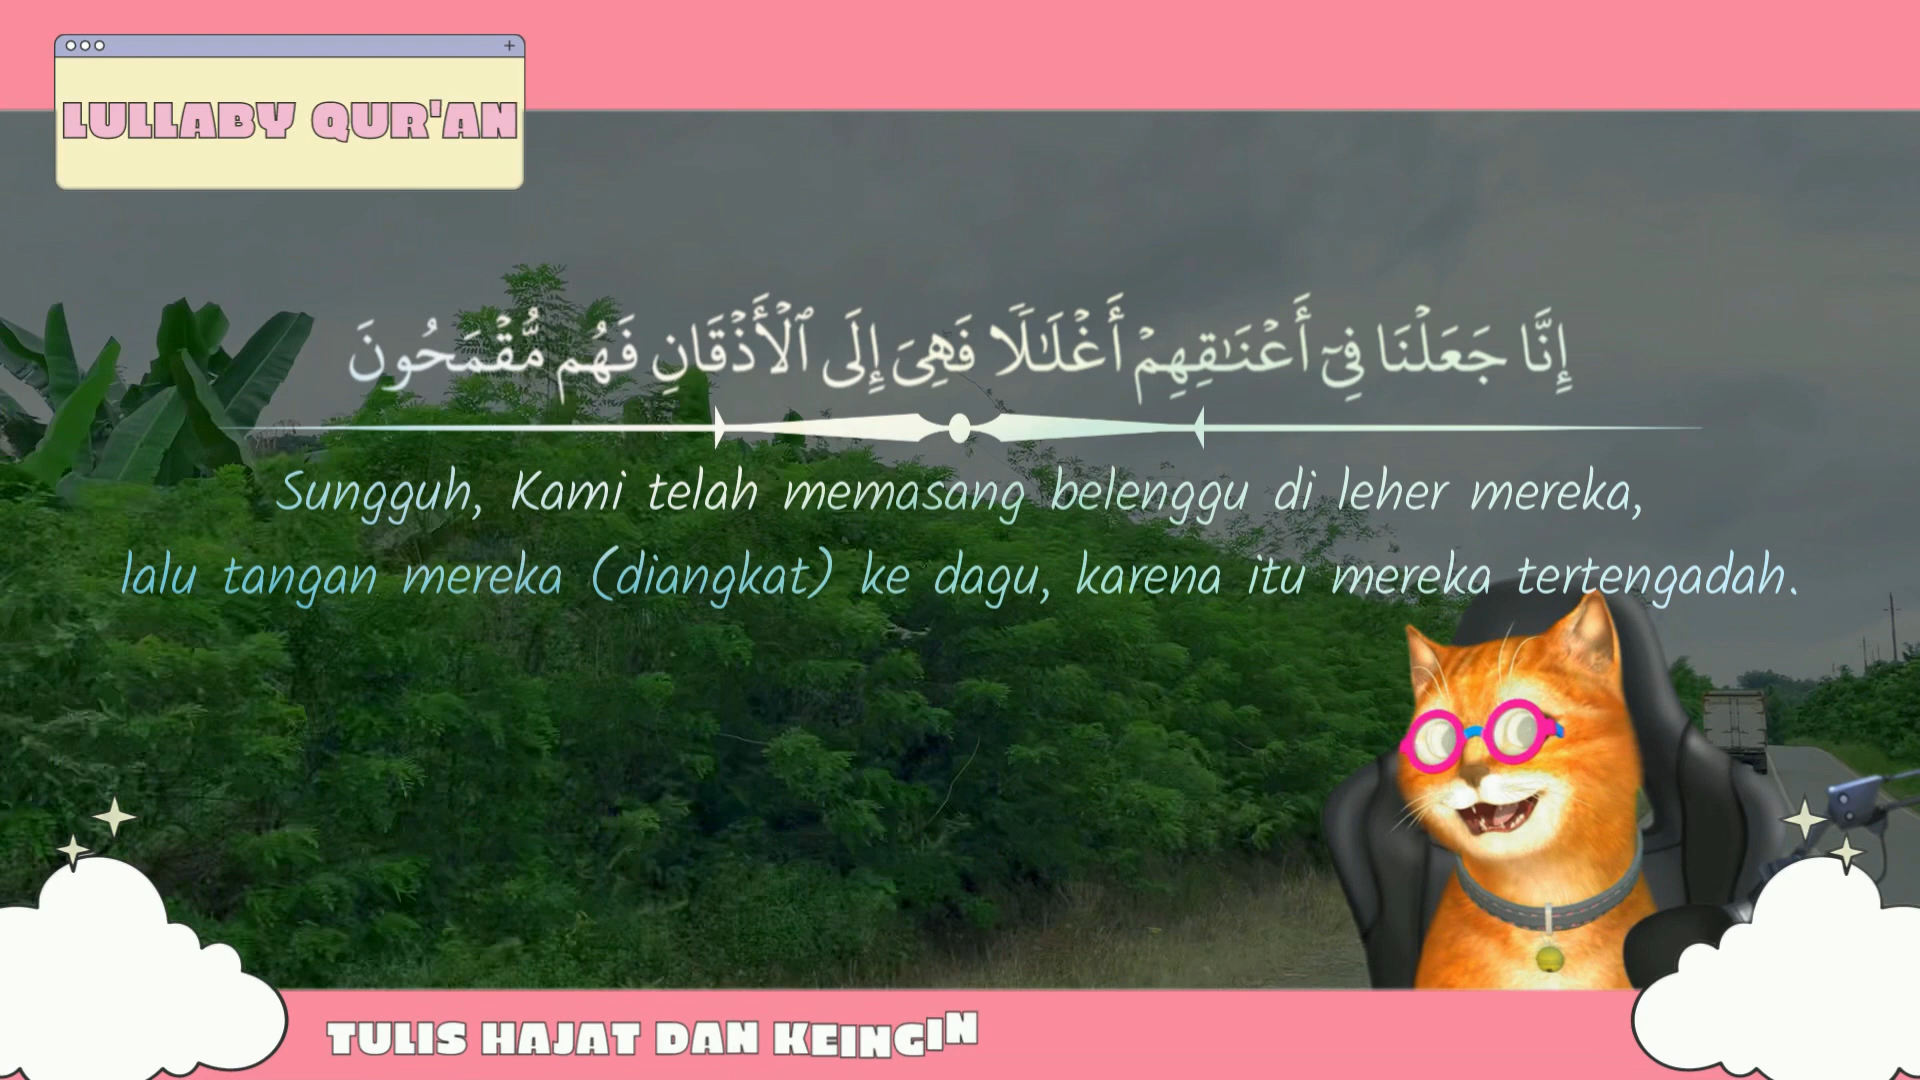 LULLABY QUR'AN
إِنَّا جَعَلْنَا فِىٓ أَعْنَـٰقِهِمْ أَغْلَـٰلًا فَهِىَ إِلَى ٱلْأَذْقَانِ فَهُم مُّقْمَحُونَ
Sungguh, Kami telah memasang belenggu di leher mereka,
lalu tangan mereka (diangkat) ke dagu, karena itu mereka tertengadah.
TULIS HAJAT DAN KEINGIN